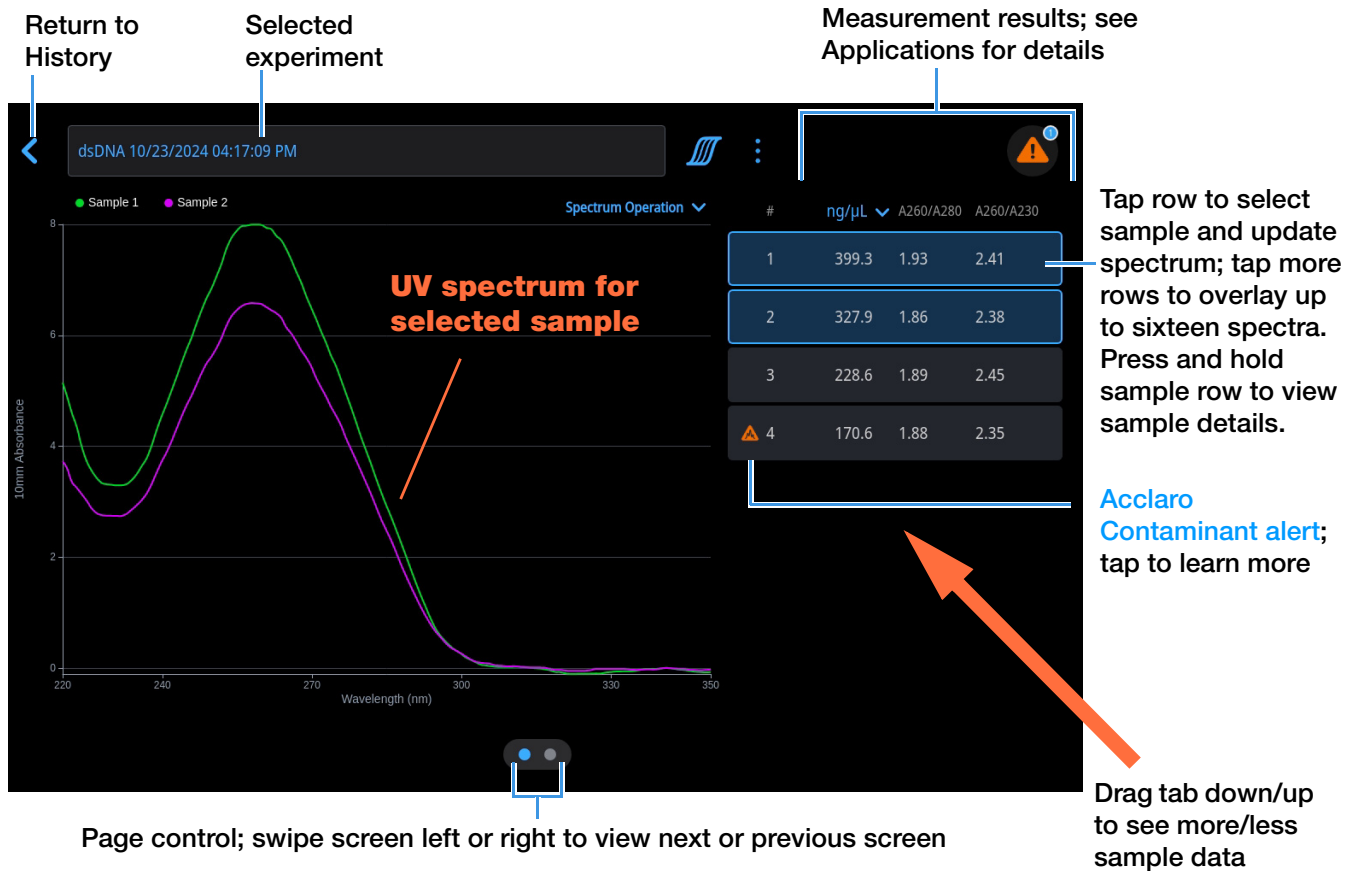 Return to
History
Selected
experiment
Measurement results; see
Applications for details
dsDNA 10/23/2024 04:17:09 PM
1
Sample 1
Sample 2
Spectrum Operation
# ng/µL A260/A280 A260/A230
1 399.3 1.93 2.41
2 327.9 1.86 2.38
3 228.6 1.89 2.45
4 170.6 1.88 2.35
UV spectrum for
selected sample
8
6
4
2
0
10mm Absorbance
220 240 270 300 330 350
Wavelength (nm)
Tap row to select
sample and update
spectrum; tap more
rows to overlay up
to sixteen spectra.
Press and hold
sample row to view
sample details.
Acclaro
Contaminant alert;
tap to learn more
Drag tab down/up
to see more/less
sample data
Page control; swipe screen left or right to view next or previous screen